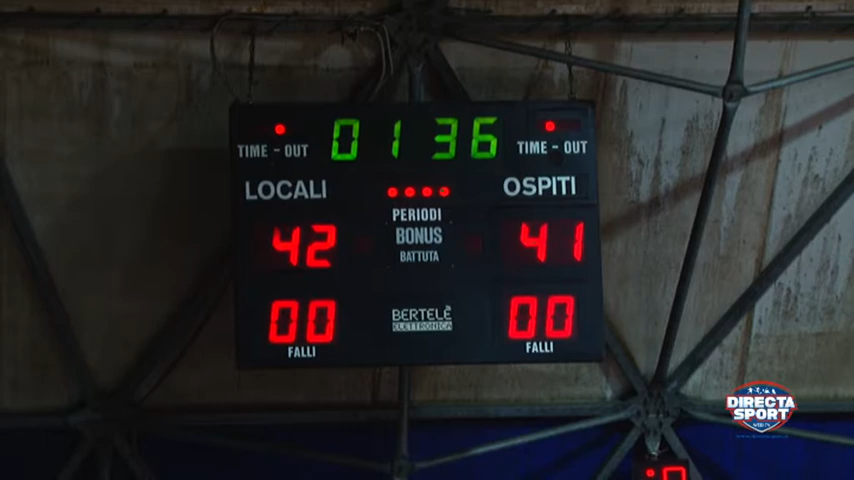 01 36
TIME - OUT
TIME - OUT
LOCALI
OSPITI
PERIODI
42
BONUS
41
BATTUTA
00
BERTELÈ
ELETTRONICA
00
FALLI
FALLI
DIRECTA
SPORT